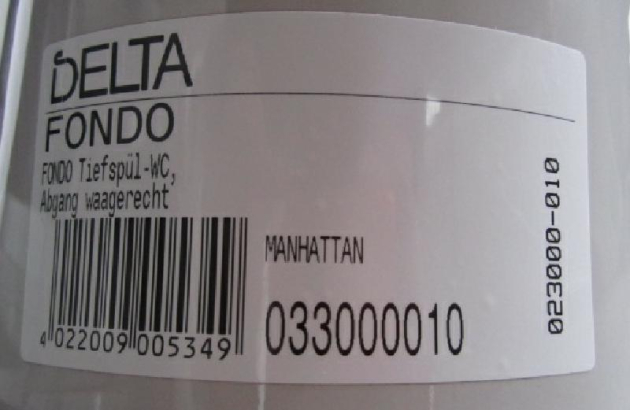 DELTA
FONDO
FONDO Tiefspül-WC,
Abgang waagerecht
MANHATTAN
033000010
4 022009 005349
023000-010